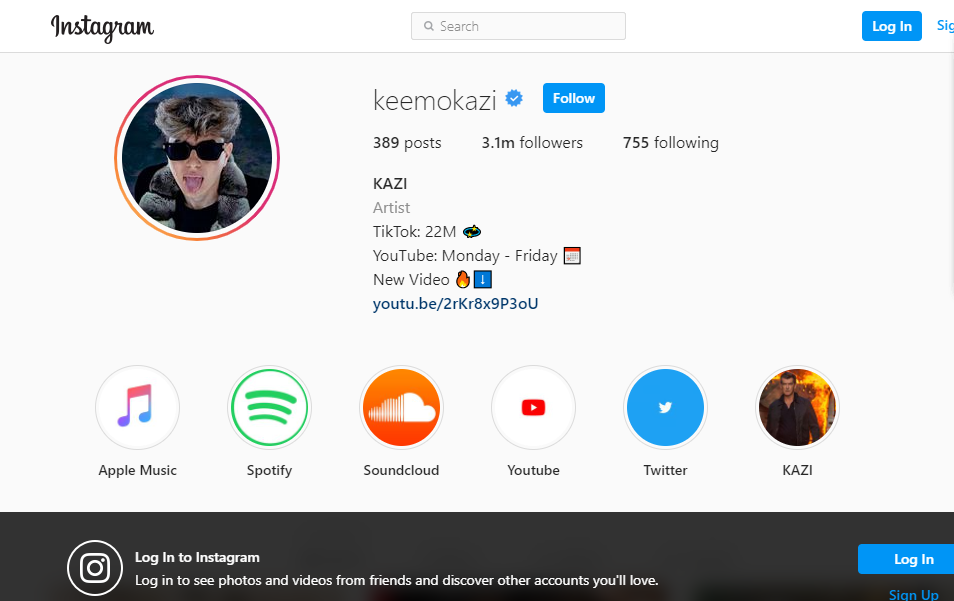 Instagram
Search
Log In
Sig
keemokazi
Follow
389 posts 3.1m followers 755 following
KAZI
Artist
TikTok: 22M
YouTube: Monday - Friday
New Video 🔥⬇️
youtu.be/2rKr8x9P3oU
Apple Music Spotify Soundcloud Youtube Twitter KAZI
Log In to Instagram
Log in to see photos and videos from friends and discover other accounts you'll love.
Log In
Sign Up